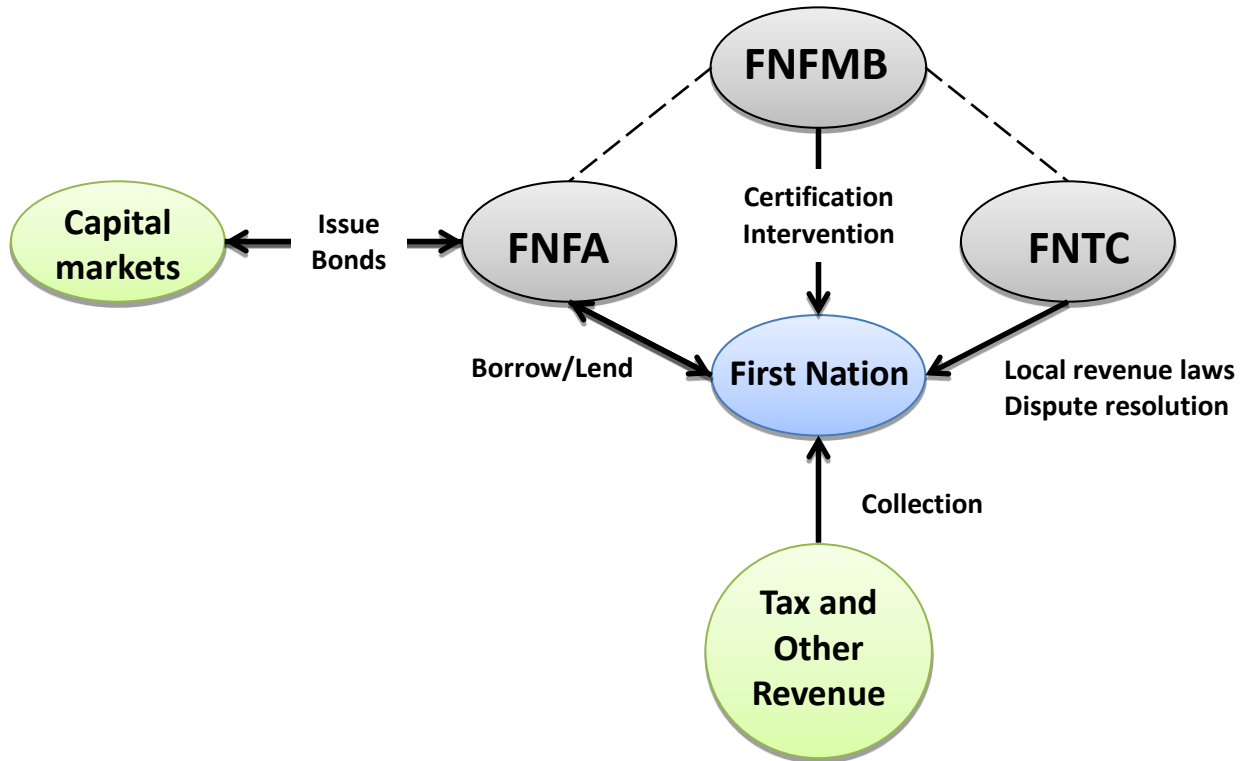 FNFMB
Certification
Intervention
Capital
markets
Issue
Bonds
FNFA
FNTC
Borrow/Lend
First Nation
Local revenue laws
Dispute resolution
Collection
Tax and
Other
Revenue